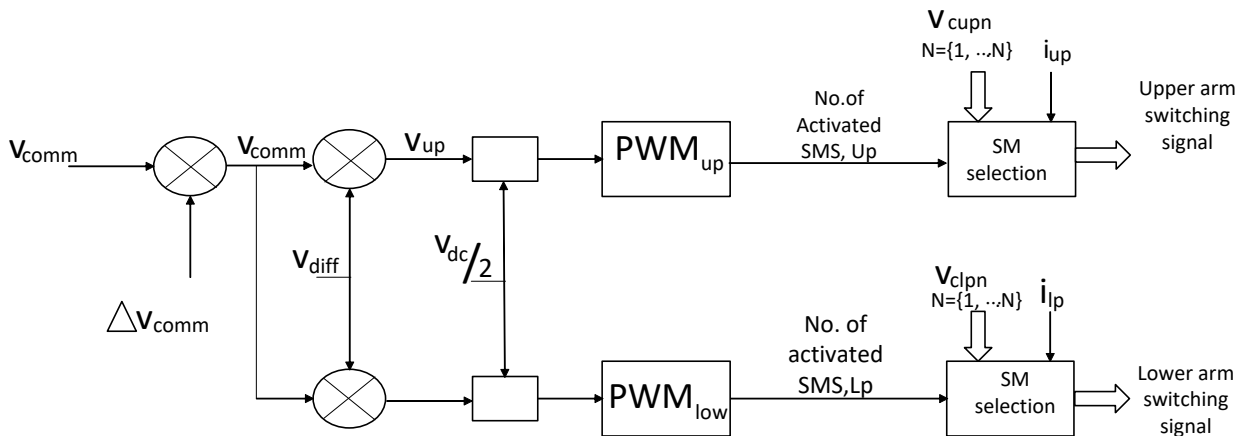 Vcomm
△Vcomm
Vcomm
Vdiff
Vup
Vdc/2
PWMup
No.of
Activated
SMS, Up
Vcupn
N={1, ...N}
iup
SM
selection
Upper arm
switching
signal
PWMlow
No. of
activated
SMS,Lp
Vclpn
N={1, ...N}
ilp
SM
selection
Lower arm
switching
signal